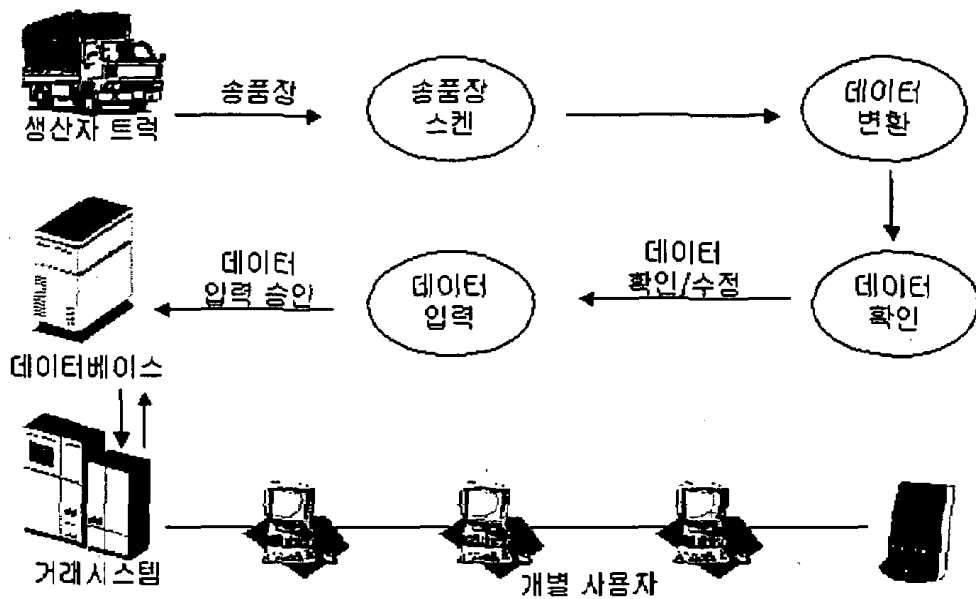 생산자 트럭
송품장
송품장
스켄
데이터
변환
데이터
입력 승인
데이터
입력
데이터
확인/수정
데이터
확인
데이터베이스
거래시스템
개별 사용자